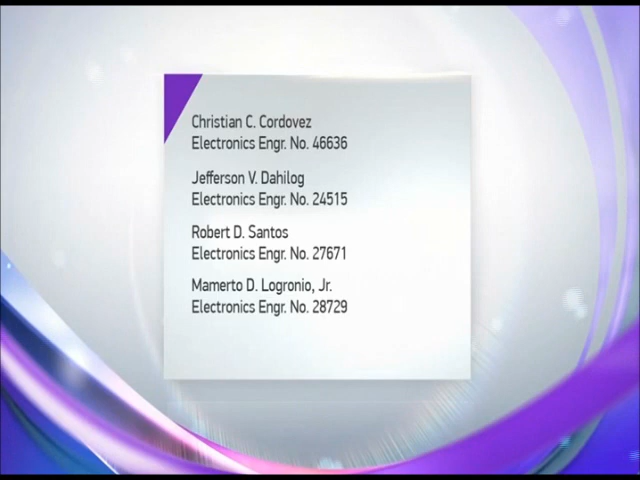 Christian C. Cordovez
Electronics Engr. No. 46636
Jefferson V. Dahilog
Electronics Engr. No. 24515
Robert D. Santos
Electronics Engr. No. 27671
Mamerto D. Logronio, Jr.
Electronics Engr. No. 28729